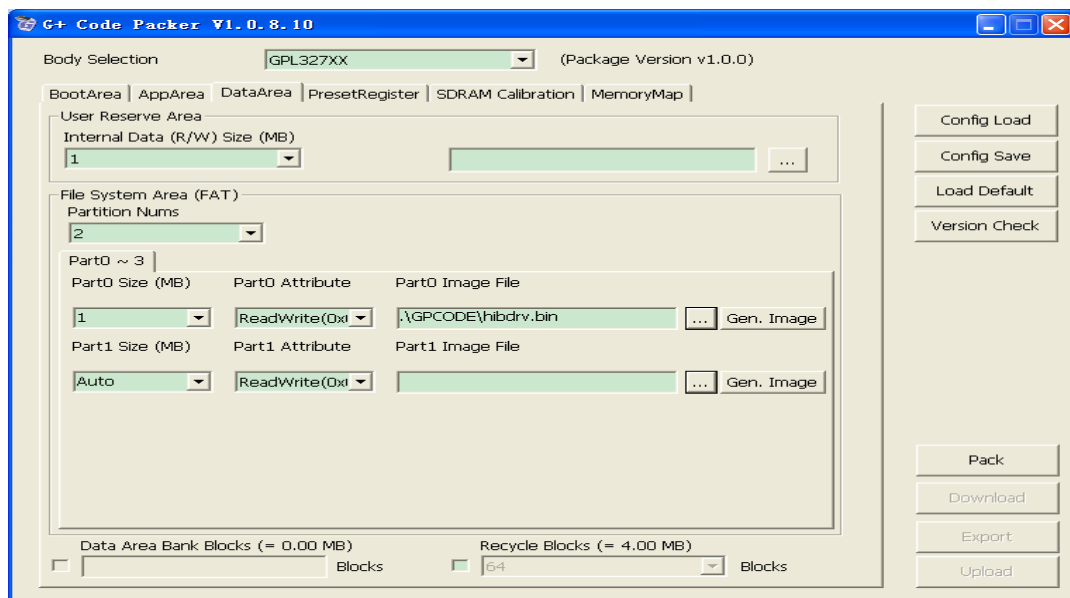 G+ Code Packer V1.0.8.10
Body Selection GPL327XX (Package Version v1.0.0)
BootArea AppArea DataArea PresetRegister SDRAM Calibration MemoryMap
User Reserve Area
Internal Data (R/W) Size (MB)
1 ...
File System Area (FAT)
Partition Nums
2
Part0 ~ 3
Part0 Size (MB) Part0 Attribute Part0 Image File
1 ReadWrite(0x .\GPCODE\hibdrv.bin ... Gen. Image
Part1 Size (MB) Part1 Attribute Part1 Image File
Auto ReadWrite(0x ... Gen. Image
Data Area Bank Blocks (= 0.00 MB) Recycle Blocks (= 4.00 MB)
Blocks 64 Blocks
Config Load
Config Save
Load Default
Version Check
Pack
Download
Export
Upload